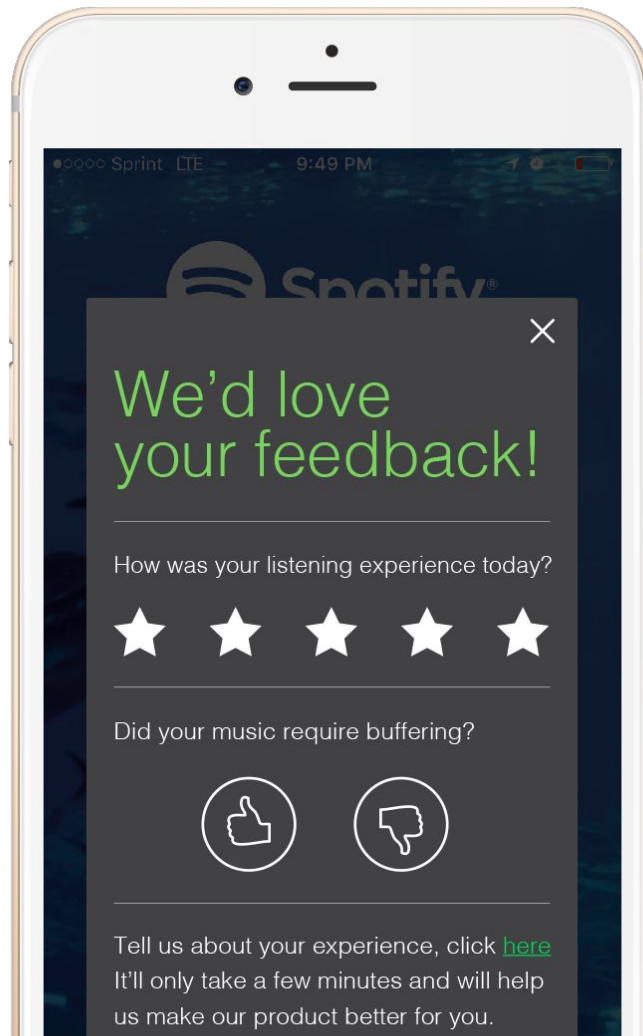 Sprint LTE 9:49 PM
Spotify®
We'd love
your feedback!
How was your listening experience today?
Did your music require buffering?
Tell us about your experience, click here
It'll only take a few minutes and will help
us make our product better for you.